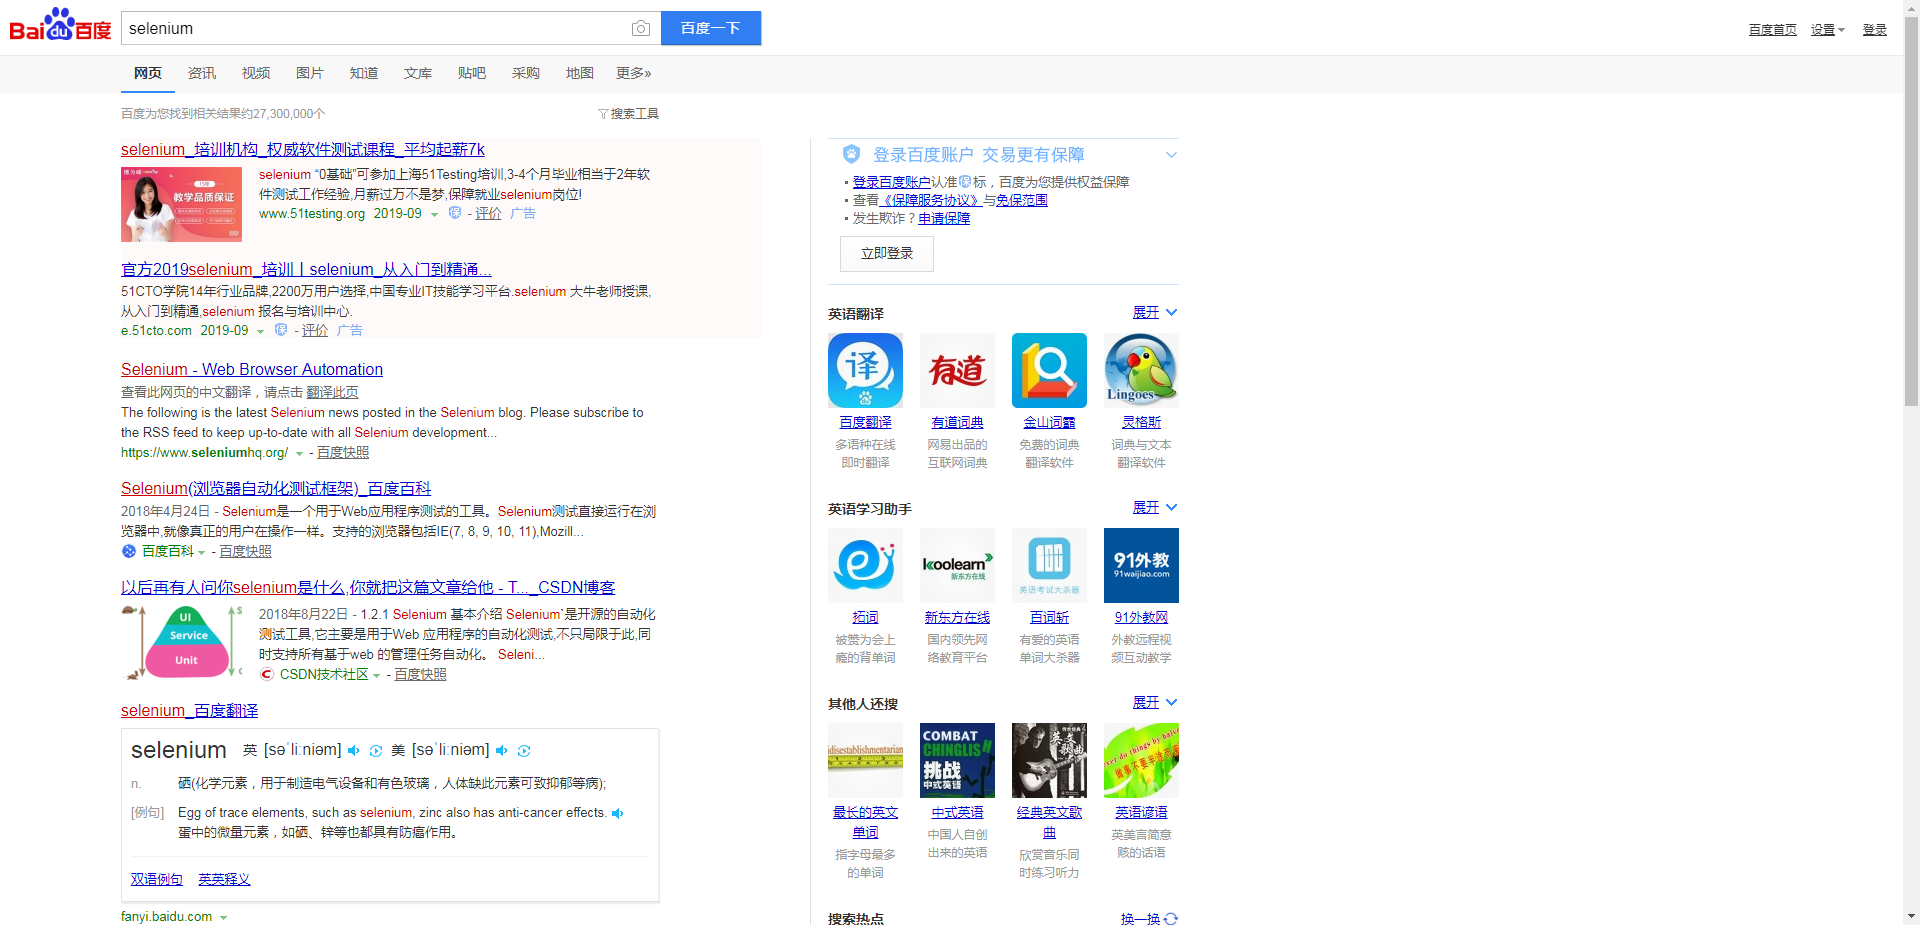 Bai du 百度
selenium
百度一下
百度首页 设置 登录
网页 资讯 视频 图片 知道 文库 贴吧 采购 地图 更多»
百度为您找到相关结果约27,300,000个
搜索工具
selenium_培训机构_权威软件测试课程_平均起薪7k
教学品质保证
selenium “0基础”可参加上海51Testing培训,3-4个月毕业相当于2年软
件测试工作经验,月薪过万不是梦,保障就业selenium岗位!
www.51testing.org 2019-09 保 - 评价 广告
官方2019selenium_培训丨selenium_从入门到精通...
51CTO学院14年行业品牌,2200万用户选择,中国专业IT技能学习平台.selenium 大牛老师授课,
从入门到精通,selenium 报名与培训中心.
e.51cto.com 2019-09 保 - 评价 广告
Selenium - Web Browser Automation
查看此网页的中文翻译，请点击 翻译此页
The following is the latest Selenium news posted in the Selenium blog. Please subscribe to
the RSS feed to keep up-to-date with all Selenium development...
https://www.seleniumhq.org/ - 百度快照
Selenium(浏览器自动化测试框架)_百度百科
2018年4月24日 - Selenium是一个用于Web应用程序测试的工具。Selenium测试直接运行在浏
览器中,就像真正的用户在操作一样。支持的浏览器包括IE(7, 8, 9, 10, 11),Mozill...
百度百科 - 百度快照
以后再有人问你selenium是什么,你就把这篇文章给他 - T..._CSDN博客
UI
Service
Unit
2018年8月22日 - 1.2.1 Selenium 基本介绍 Selenium`是开源的自动化
测试工具,它主要是用于Web 应用程序的自动化测试,不只局限于此,同
时支持所有基于web 的管理任务自动化。 Seleni...
CSDN技术社区 - 百度快照
selenium_百度翻译
selenium 英 [səˈliːniəm] 美 [səˈliːniəm]
n. 硒(化学元素，用于制造电气设备和有色玻璃，人体缺此元素可致抑郁等病);
[例句] Egg of trace elements, such as selenium, zinc also has anti-cancer effects.
蛋中的微量元素，如硒、锌等也都具有防癌作用。
双语例句 英英释义
fanyi.baidu.com
登录百度账户 交易更有保障
登录百度账户认准保标，百度为您提供权益保障
查看《保障服务协议》与免保范围
发生欺诈？申请保障
立即登录
英语翻译 展开
译
有道
Lingoes
百度翻译 有道词典 金山词霸 灵格斯
多语种在线 网易出品的 免费的词典 词典与文本
即时翻译 互联网词典 翻译软件 翻译软件
英语学习助手 展开
koolearn
新东方在线
英语考试大杀器
91外教
91waijiao.com
拓词 新东方在线 百词斩 91外教网
被赞为会上 国内领先网 有爱的英语 外教远程视
瘾的背单词 络教育平台 单词大杀器 频互动教学
其他人还搜 展开
idisestablishmentarian
COMBAT
CHINGLISH
挑战
中式英语
英文歌曲
ver do things by halve
做事不要半途而废
最长的英文 中式英语 经典英文歌 英语谚语
单词 中国人自创 曲 英美言简意
指字母最多 出来的英语 欣赏音乐同 赅的话语
的单词 时练习听力
搜索热点 换一换